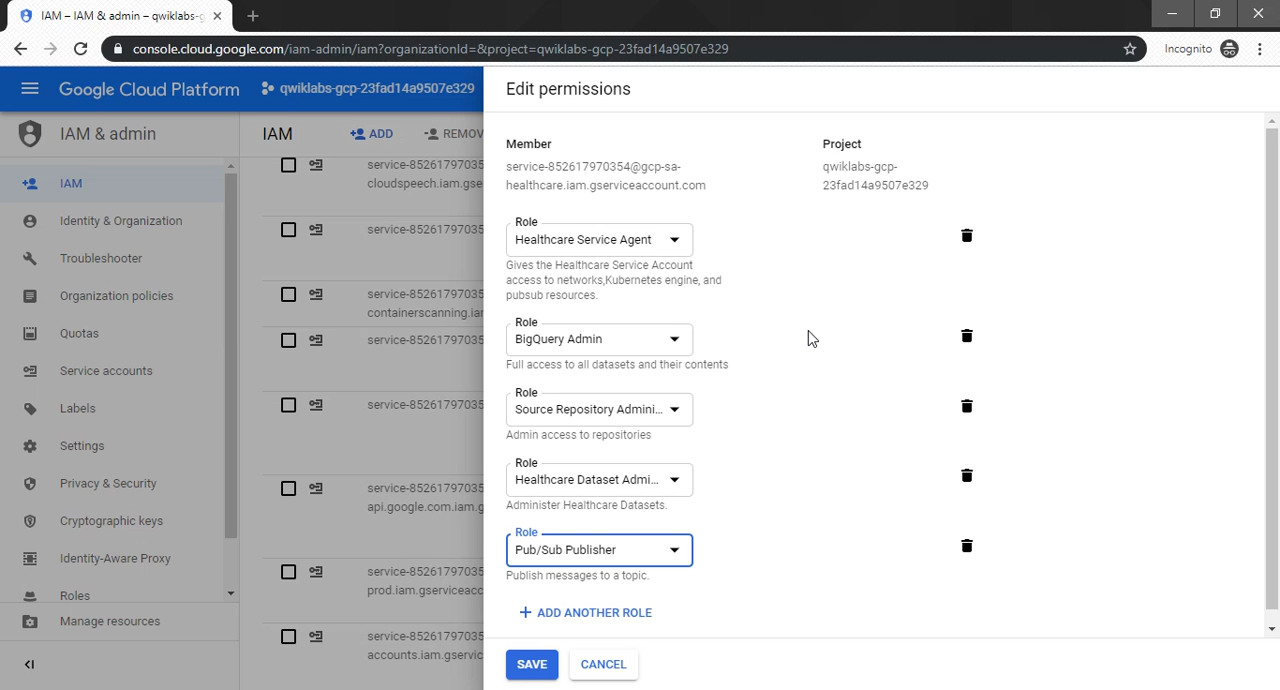 IAM – IAM & admin – qwiklabs-g
console.cloud.google.com/iam-admin/iam?organizationId=&project=qwiklabs-gcp-23fad14a9507e329
Incognito
Google Cloud Platform
qwiklabs-gcp-23fad14a9507e329
IAM & admin
IAM
Identity & Organization
Troubleshooter
Organization policies
Quotas
Service accounts
Labels
Settings
Privacy & Security
Cryptographic keys
Identity-Aware Proxy
Roles
Manage resources
IAM
ADD
REMOV
service-85261797035
cloudspeech.iam.gse
service-85261797035
service-85261797035
containerscanning.iar
service-85261797035
service-85261797035
service-85261797035
api.google.com.iam.g
service-85261797035
prod.iam.gserviceacc
service-85261797035
accounts.iam.gservic
Edit permissions
Member
service-852617970354@gcp-sa-
healthcare.iam.gserviceaccount.com
Project
qwiklabs-gcp-
23fad14a9507e329
Role
Healthcare Service Agent
Gives the Healthcare Service Account
access to networks,Kubernetes engine, and
pubsub resources.
Role
BigQuery Admin
Full access to all datasets and their contents
Role
Source Repository Admini...
Admin access to repositories
Role
Healthcare Dataset Admi...
Administer Healthcare Datasets.
Role
Pub/Sub Publisher
Publish messages to a topic.
ADD ANOTHER ROLE
SAVE
CANCEL